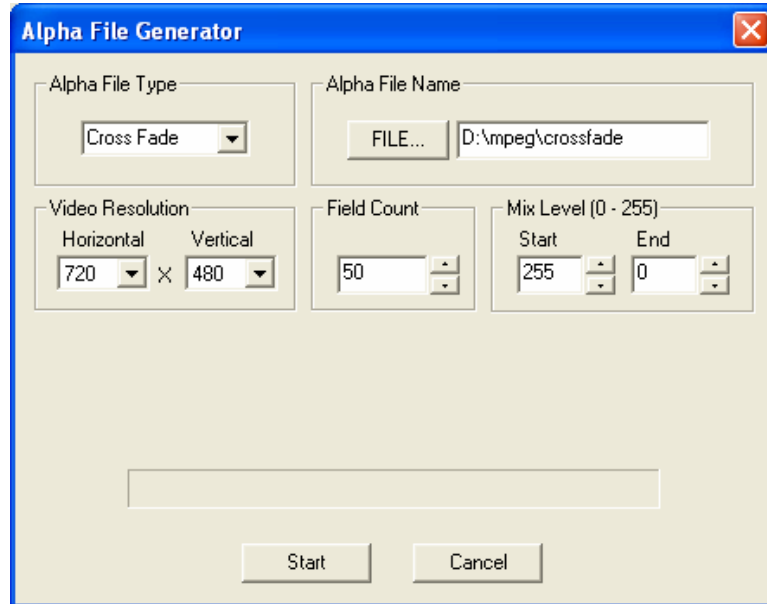 Alpha File Generator
Alpha File Type
Alpha File Name
Cross Fade
FILE...
D:\mpeg\crossfade
Video Resolution
Field Count
Mix Level (0 - 255)
Horizontal
Vertical
Start
End
720
X
480
50
255
0
Start
Cancel